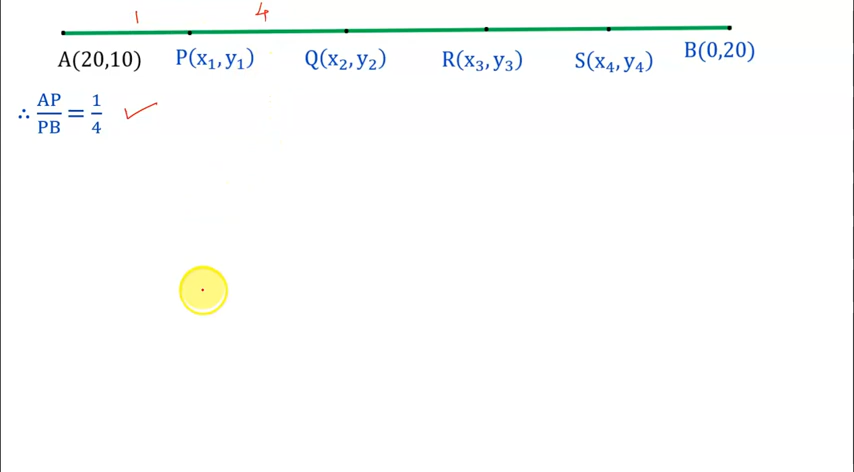 1 4
A(20,10) P(x₁,y₁) Q(x₂,y₂) R(x₃,y₃) S(x₄,y₄) B(0,20)
∴ AP/PB = 1/4 ✓